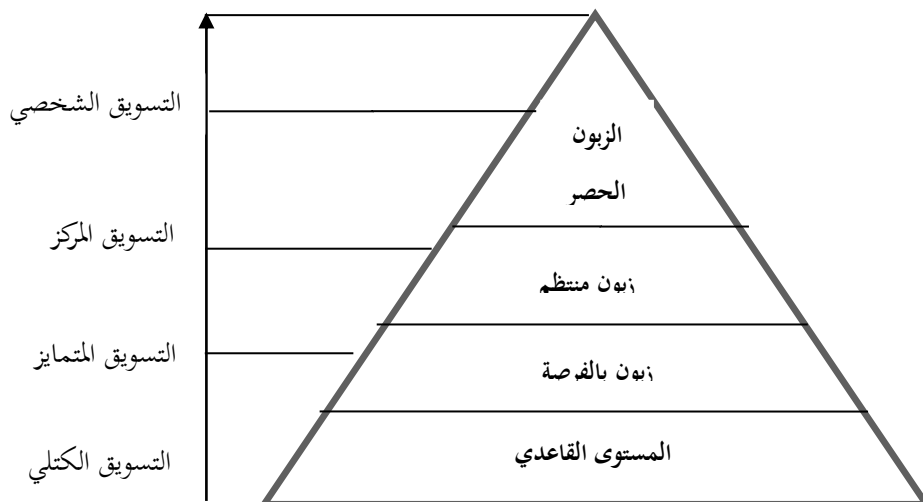 التسويق الشخصي
الزبون
الحصر
التسويق المركز
زبون منتظم
التسويق المتمايز
زبون بالفرصة
المستوى القاعدي
التسويق الكتلي